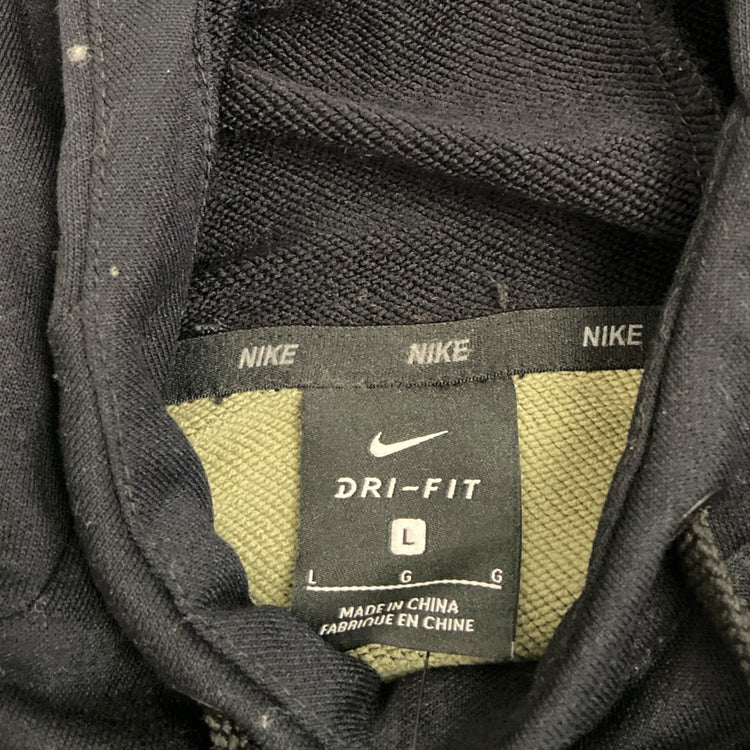 NIKE NIKE NIKE
DRI-FIT
L
L G G
MADE IN CHINA
FABRIQUE EN CHINE